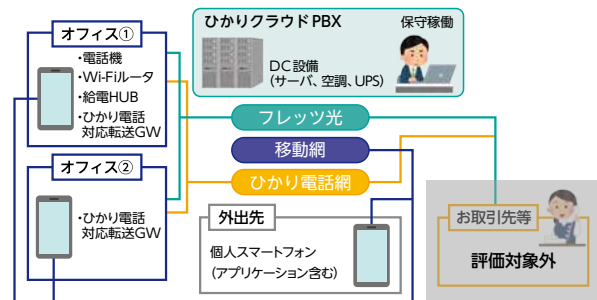 オフィス①
・電話機
・Wi-Fiルータ
・給電HUB
・ひかり電話
対応転送GW
オフィス②
・ひかり電話
対応転送GW
ひかりクラウドPBX
保守稼働
DC設備
（サーバ、空調、UPS）
フレッツ光
移動網
ひかり電話網
外出先
個人スマートフォン
（アプリケーション含む）
お取引先等
評価対象外